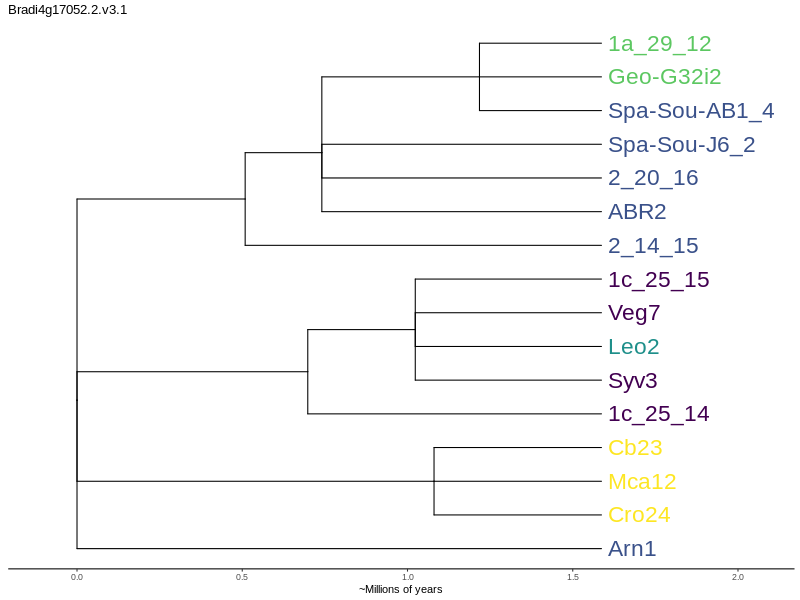 Bradi4g17052.2.v3.1
1a_29_12
Geo-G32i2
Spa-Sou-AB1_4
Spa-Sou-J6_2
2_20_16
ABR2
2_14_15
1c_25_15
Veg7
Leo2
Syv3
1c_25_14
Cb23
Mca12
Cro24
Arn1
0.0 0.5 1.0 1.5 2.0
~Millions of years